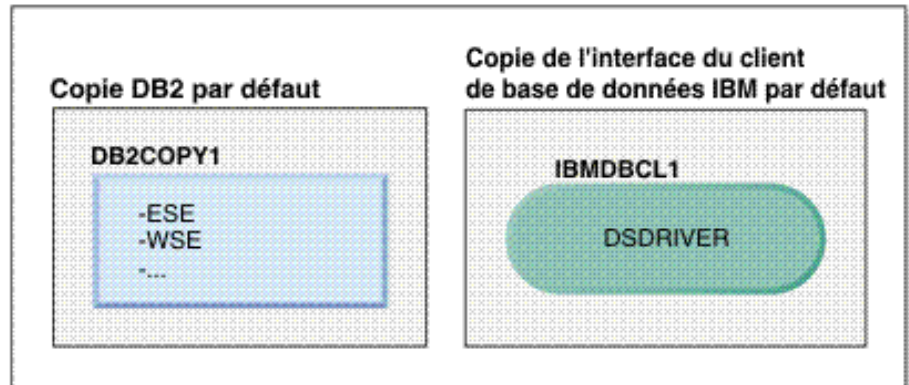 Copie DB2 par défaut
DB2COPY1
-ESE
-WSE
-...
Copie de l'interface du client
de base de données IBM par défaut
IBMDBCL1
DSDRIVER